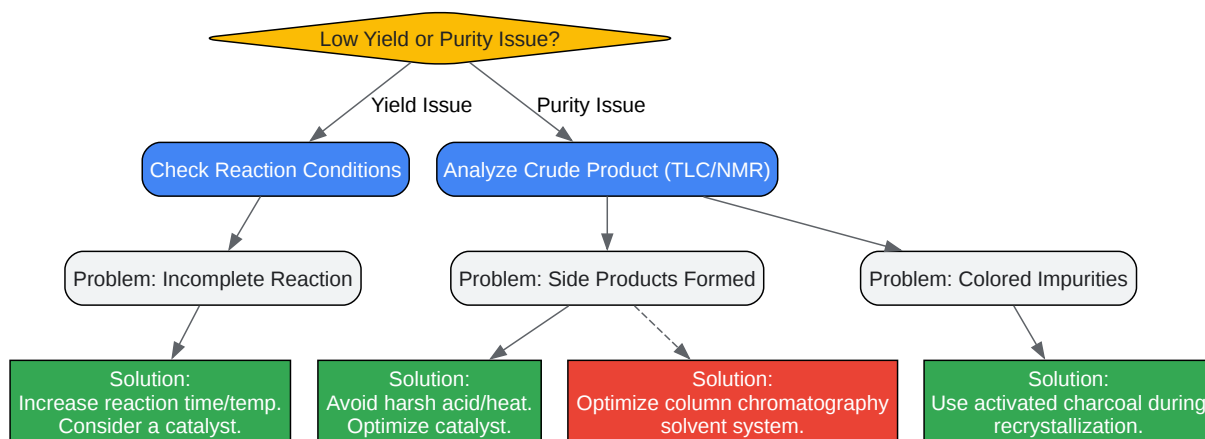 Low Yield or Purity Issue?
Yield Issue
Purity Issue
Check Reaction Conditions
Analyze Crude Product (TLC/NMR)
Problem: Incomplete Reaction
Problem: Side Products Formed
Problem: Colored Impurities
Solution:
Increase reaction time/temp.
Consider a catalyst.
Solution:
Avoid harsh acid/heat.
Optimize catalyst.
Solution:
Optimize column chromatography
solvent system.
Solution:
Use activated charcoal during
recrystallization.